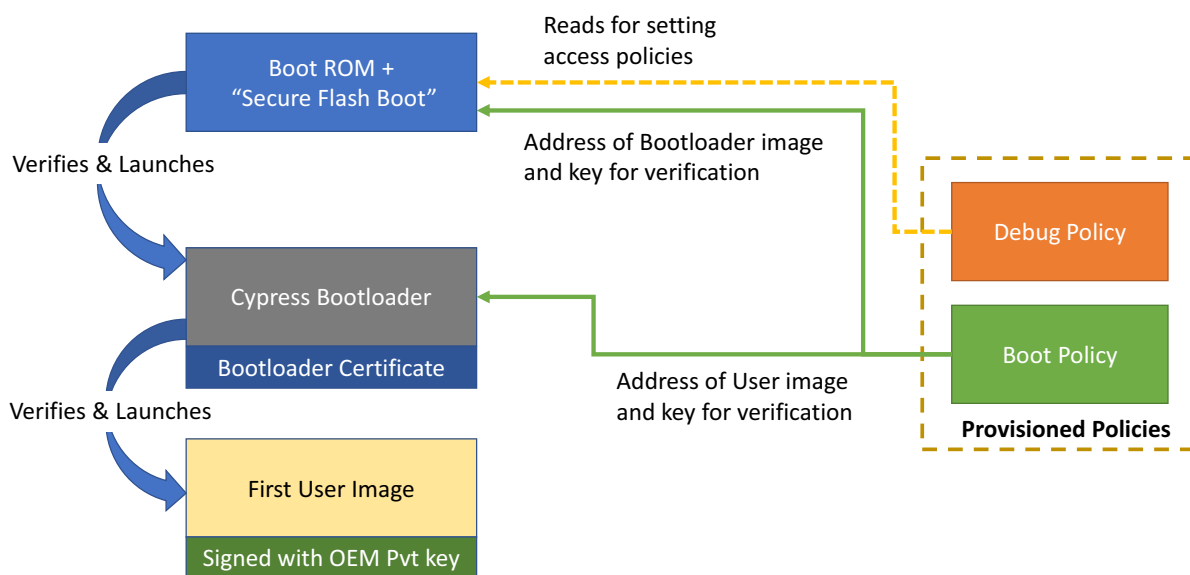 Reads for setting
access policies
Boot ROM +
“Secure Flash Boot”
Address of Bootloader image
and key for verification
Verifies & Launches
Debug Policy
Cypress Bootloader
Boot Policy
Bootloader Certificate
Address of User image
and key for verification
Verifies & Launches
Provisioned Policies
First User Image
Signed with OEM Pvt key